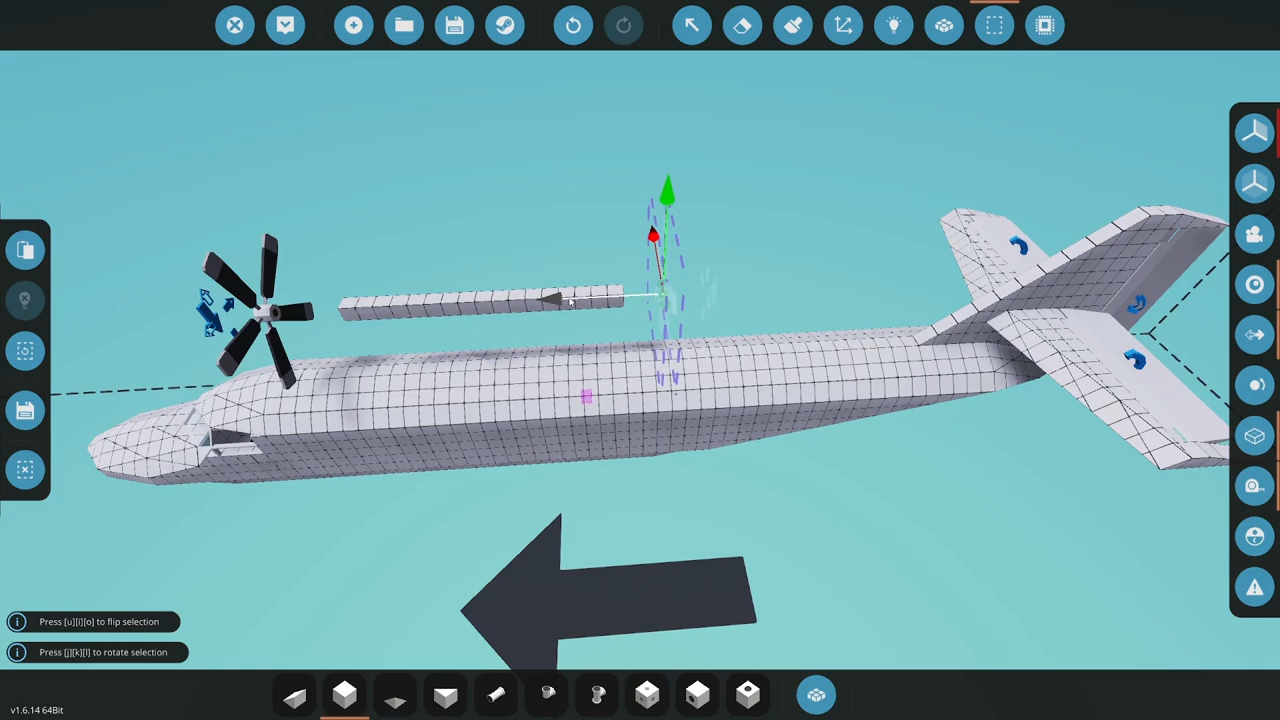 Press [u][i][o] to flip selection
Press [j][k][l] to rotate selection
v1.6.14 64Bit